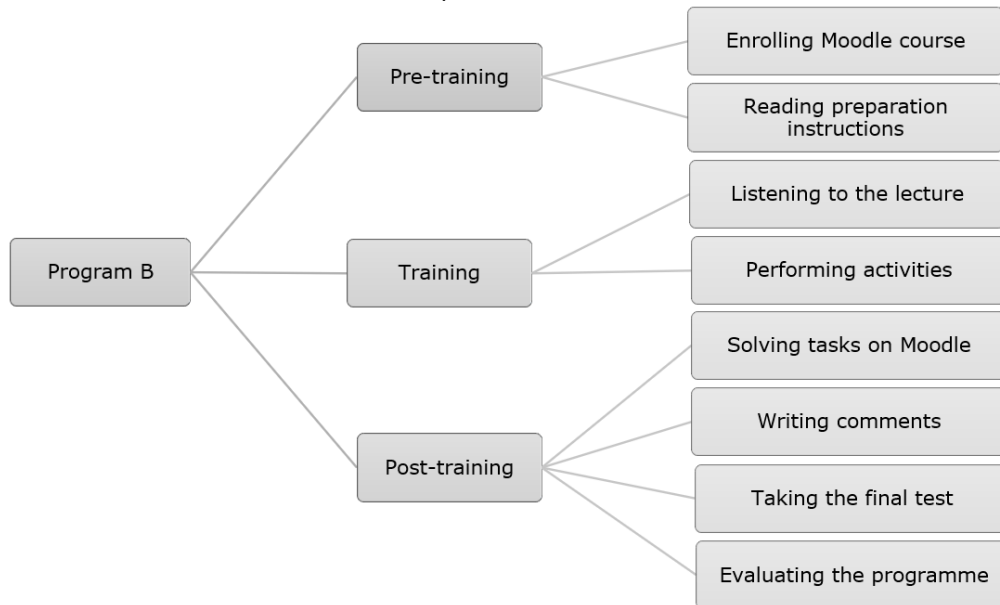 Program B
Pre-training
Enrolling Moodle course
Reading preparation
instructions
Training
Listening to the lecture
Performing activities
Post-training
Solving tasks on Moodle
Writing comments
Taking the final test
Evaluating the programme